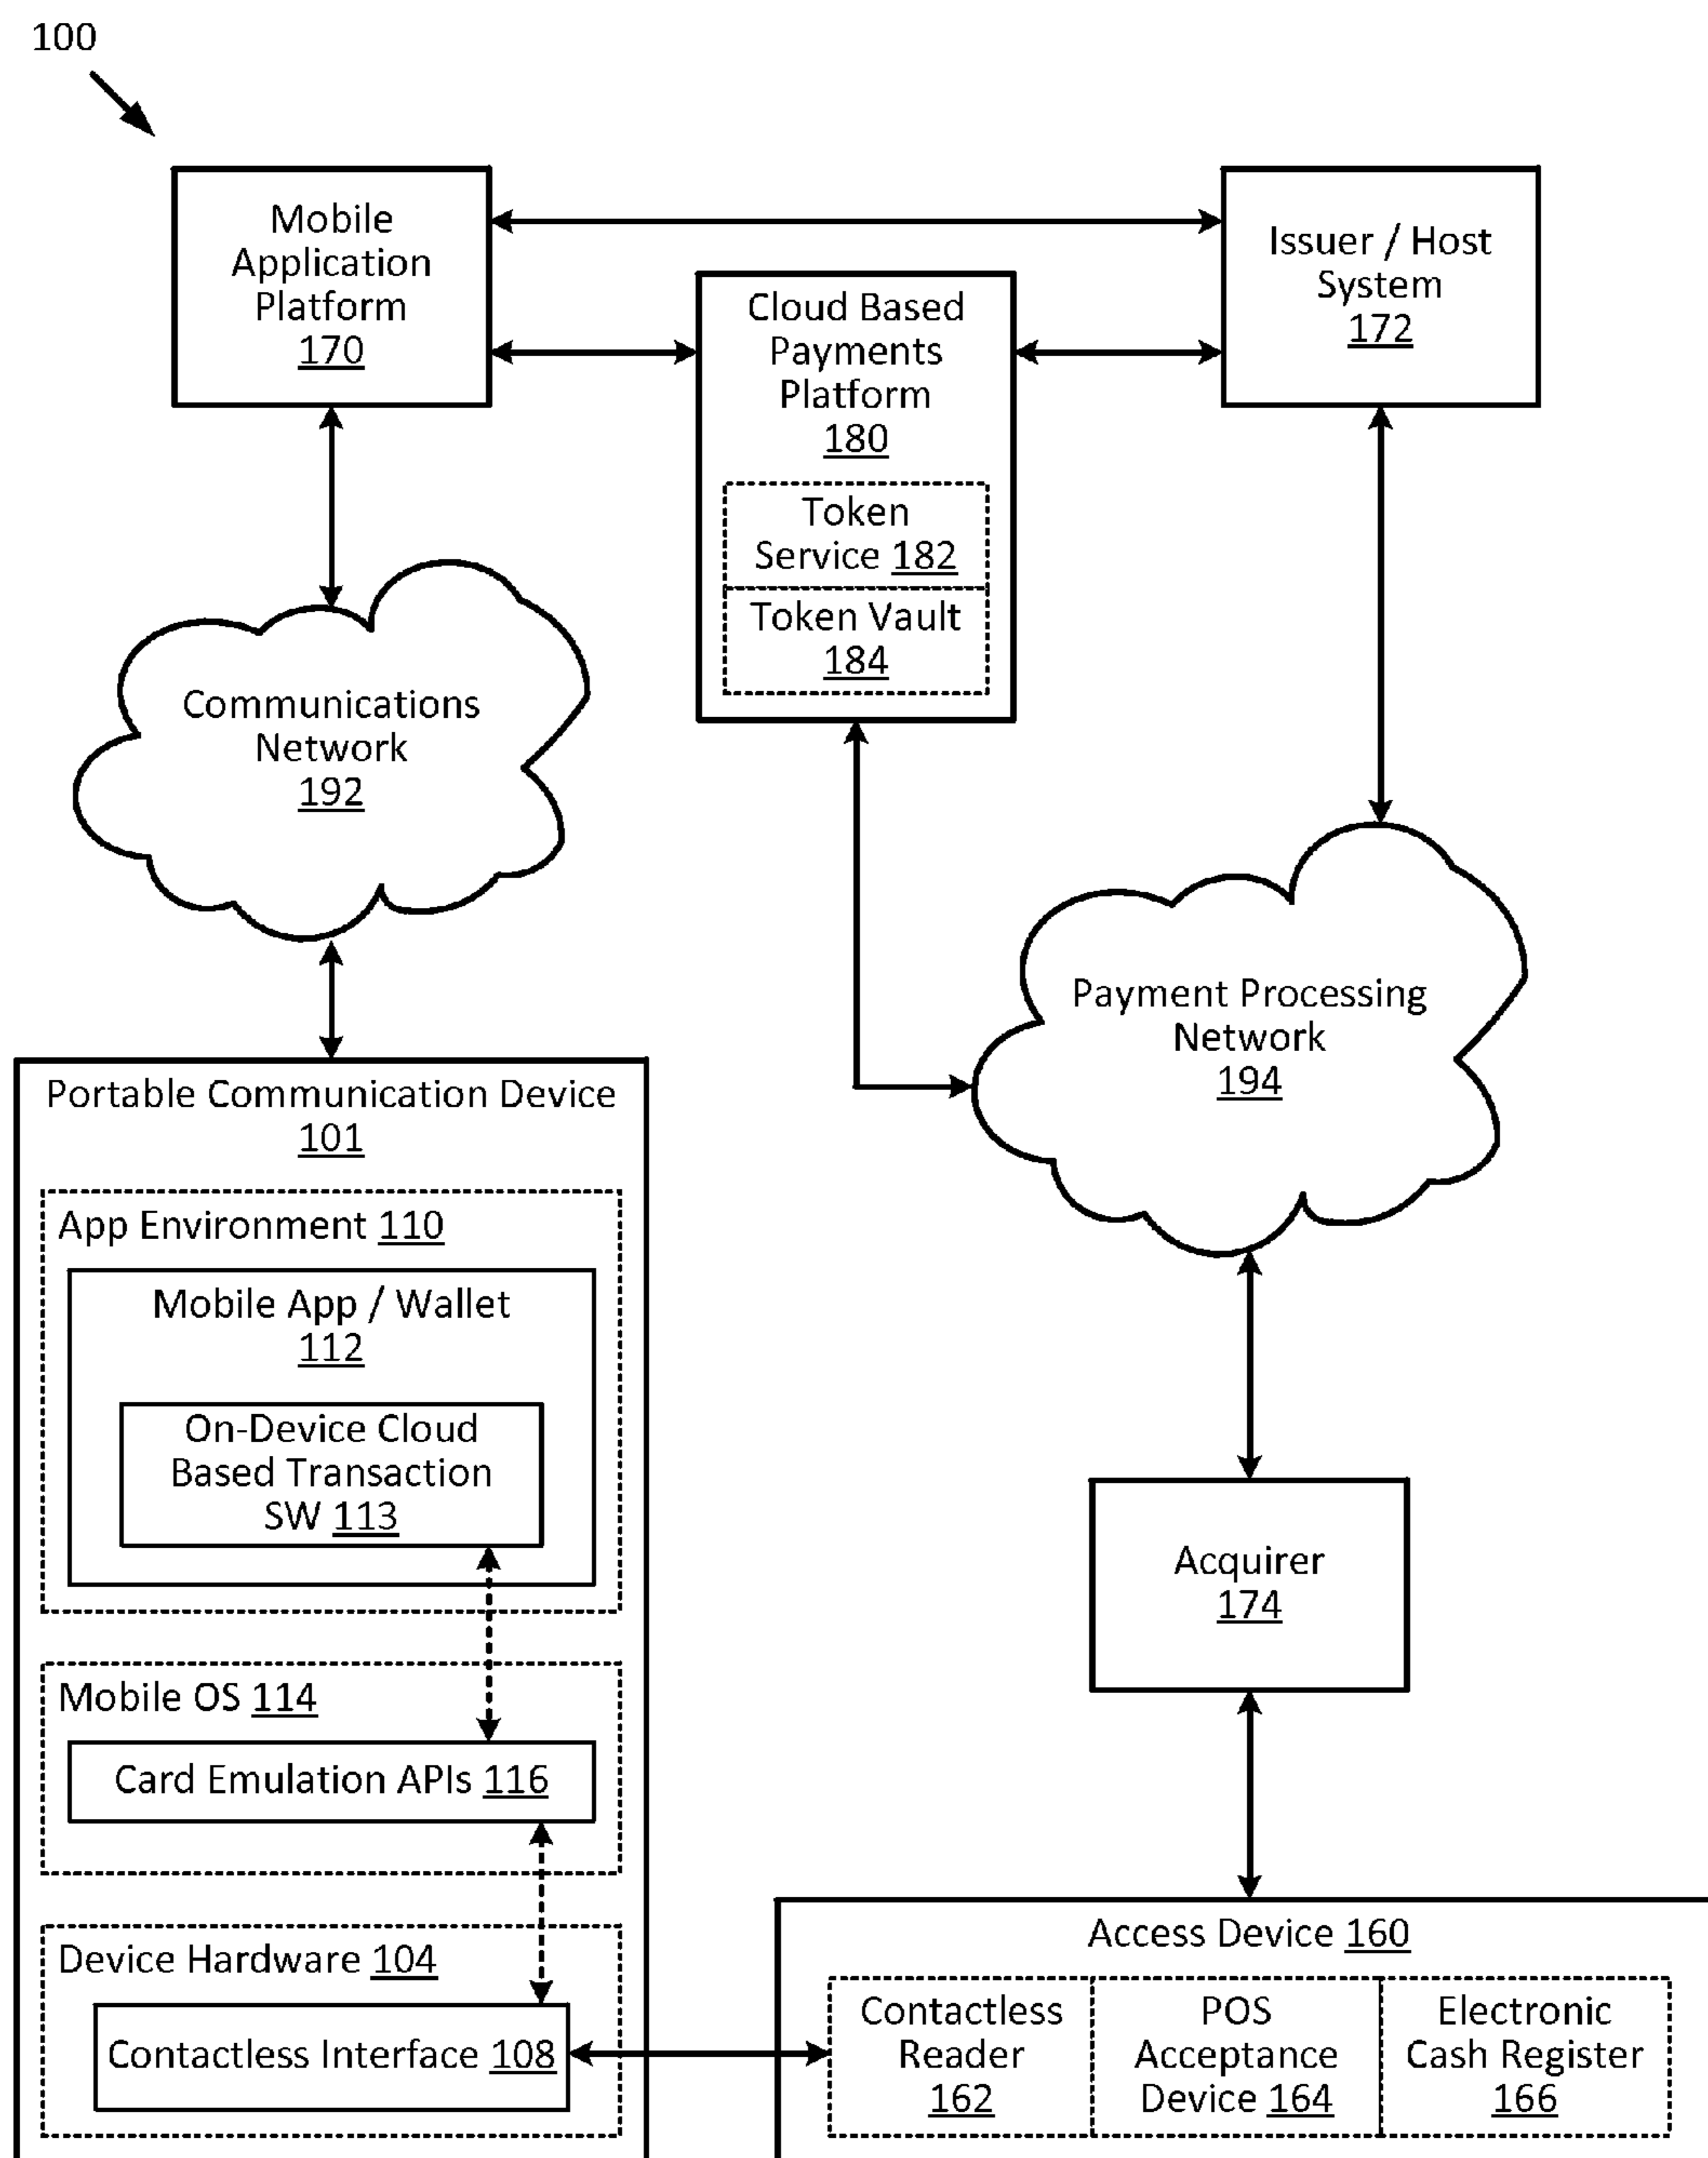 100
Mobile
Application
Platform
170
Issuer / Host
System
172
Cloud Based
Payments
Platform
180
Token
Service 182
Token Vault
184
Communications
Network
192
Payment Processing
Network
194
Portable Communication Device
101
App Environment 110
Mobile App / Wallet
112
On-Device Cloud
Based Transaction
SW 113
Mobile OS 114
Card Emulation APIs 116
Device Hardware 104
Contactless Interface 108
Acquirer
174
Access Device 160
Contactless
Reader
162
POS
Acceptance
Device 164
Electronic
Cash Register
166